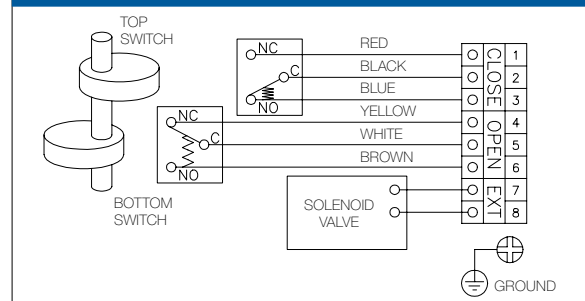 TOP
SWITCH
BOTTOM
SWITCH
NC
C
NO
NC
C
NO
RED
BLACK
BLUE
YELLOW
WHITE
BROWN
SOLENOID
VALVE
CLOSE
OPEN
EXT
1
2
3
4
5
6
7
8
GROUND